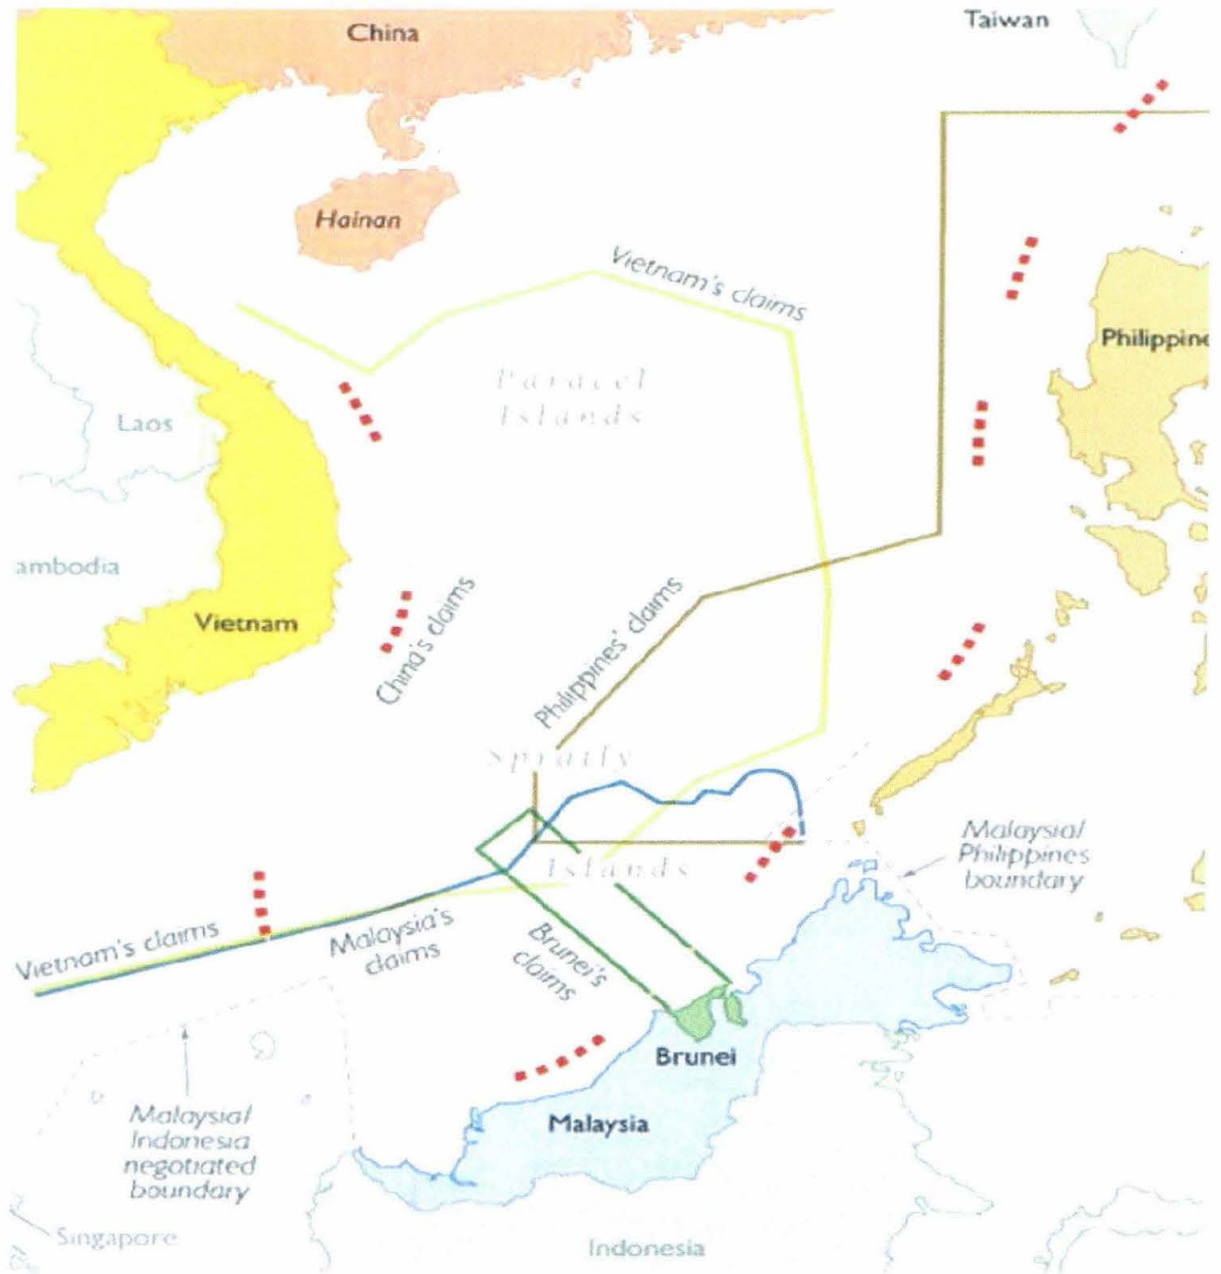 China
Taiwan
Hainan
Vietnam's claims
Philippine
Paracel
Islands
Laos
ambodia
Vietnam
China's claims
Philippines' claims
Spratly
Malaysia/
Philippines
boundary
Islands
Vietnam's claims
Malaysia's
claims
Brunei's
claims
Brunei
Malaysia/
Indonesia
negotiated
boundary
Malaysia
Singapore
Indonesia